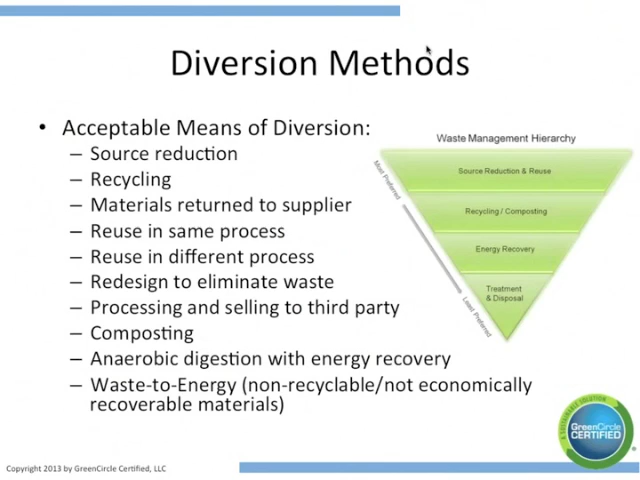 Diversion Methods
• Acceptable Means of Diversion:
– Source reduction
– Recycling
– Materials returned to supplier
– Reuse in same process
– Reuse in different process
– Redesign to eliminate waste
– Processing and selling to third party
– Composting
– Anaerobic digestion with energy recovery
– Waste-to-Energy (non-recyclable/not economically
recoverable materials)
Waste Management Hierarchy
Most Preferred
Source Reduction & Reuse
Recycling / Composting
Energy Recovery
Treatment
& Disposal
Least Preferred
A SUSTAINABLE SOLUTION
GreenCircle
CERTIFIED
®
Copyright 2013 by GreenCircle Certified, LLC